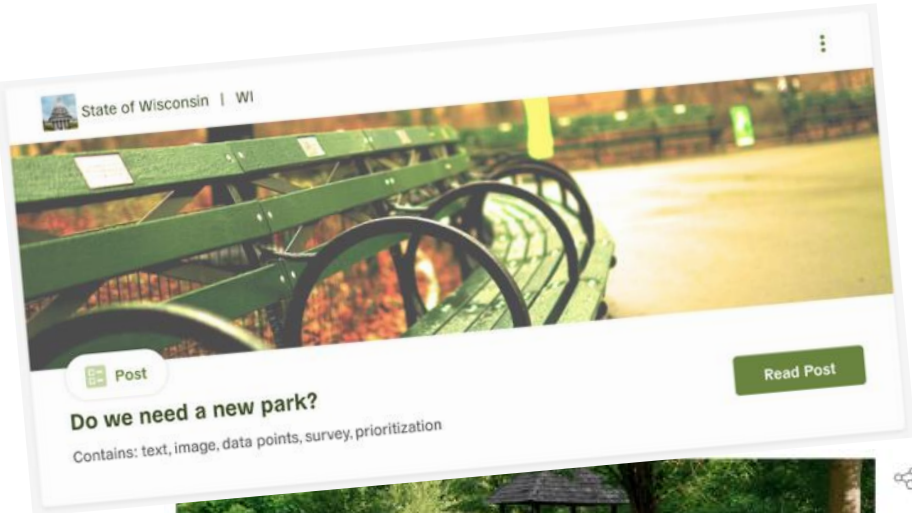 State of Wisconsin | WI
Post
Read Post
Do we need a new park?
Contains: text, image, data points, survey, prioritization